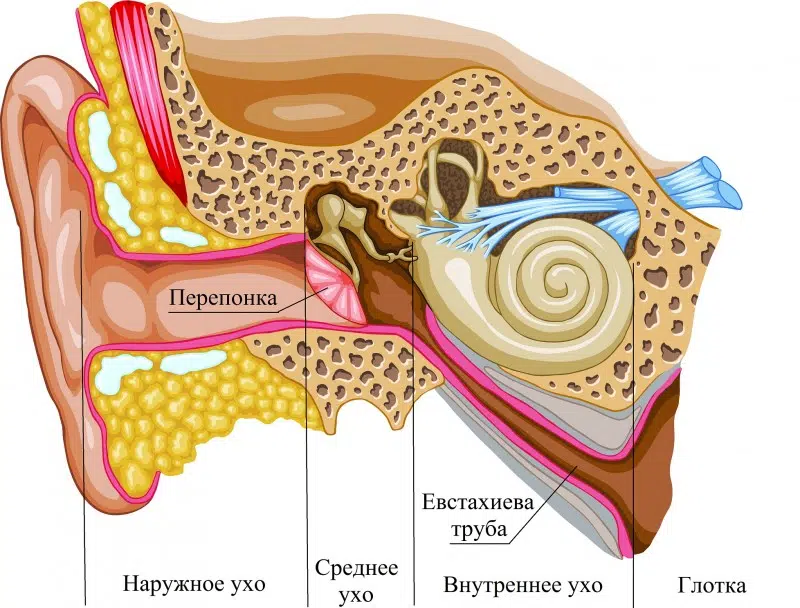 Перепонка
Евстахиева
труба
Наружное ухо
Среднее
ухо
Внутреннее ухо
Глотка